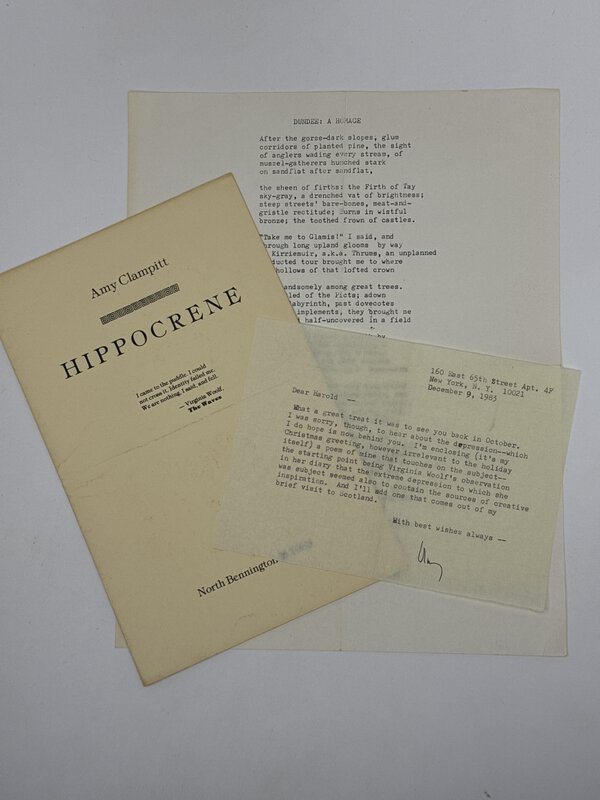 DUNDEE: A HOMAGE
After the gorse-dark slopes, glum
corridors of planted pine, the sight
of anglers wading every stream, of
mussel-gatherers hunched stark
on sandflat after sandflat,
the sheen of firths: the Firth of Tay
sky-gray, a drenched vat of brightness;
steep streets' bare-bones, meat-and-
gristle rectitude; Burns in wistful
bronze; the toothed frown of castles.
"Take me to Glamis!" I said, and
through long upland glooms by way
Kirriemuir, a.k.a. Thrums, an unplanned
ducted tour brought me to where
hollows of that lofted crown
andsomely among great trees.
led of the Picts; adown
labyrinth, past dovecotes
implements, they brought me
half-uncovered in a field
by
Amy Clampitt
HIPPOCRENE
I came to the puddle. I could
not cross it. Identity failed me.
We are nothing, I said, and fell.
—Virginia Woolf,
The Waves
North Bennington
160 East 65th Street Apt. 4F
New York, N.Y. 10021
December 9, 1983
Dear Harold --
What a great treat it was to see you back in October.
I was sorry, though, to hear about the depression--which
I do hope is now behind you. I'm enclosing (it's my
Christmas greeting, however irrelevant to the holiday
itself) a poem of mine that touches on the subject--
the starting point being Virginia Woolf's observation
in her diary that the extreme depression to which she
was subject seemed also to contain the sources of creative
inspiration. And I'll add one that comes out of my
brief visit to Scotland.
With best wishes always --
Amy